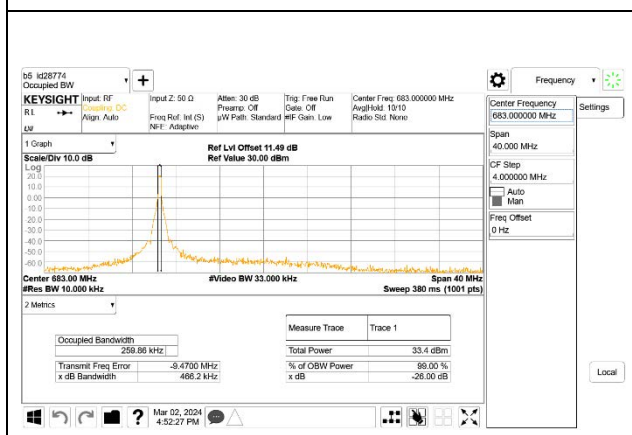 b5 id28774
Occupied BW
Frequency
KEYSIGHT
Input: RF
Coupling: DC
Align: Auto
Input Z: 50 Ω
Freq Ref: Int (S)
NFE: Adaptive
Atten: 30 dB
Preamp: Off
µW Path: Standard
Trig: Free Run
Gate: Off
#IF Gain: Low
Center Freq: 683.000000 MHz
Avg|Hold: 10/10
Radio Std: None
Center Frequency
683.000000 MHz
Settings
Span
40.000 MHz
CF Step
4.000000 MHz
Auto
Man
Freq Offset
0 Hz
1 Graph
Scale/Div 10.0 dB
Ref Lvl Offset 11.49 dB
Ref Value 30.00 dBm
Log
20.0
10.0
0.00
-10.0
-20.0
-30.0
-40.0
-50.0
-60.0
Center 683.00 MHz
#Video BW 33.000 kHz
Span 40 MHz
#Res BW 10.000 kHz
Sweep 380 ms (1001 pts)
2 Metrics
Measure Trace
Trace 1
Occupied Bandwidth
259.86 kHz
Total Power
33.4 dBm
Transmit Freq Error
-9.4700 MHz
% of OBW Power
99.00 %
x dB Bandwidth
466.2 kHz
x dB
-26.00 dB
Local
Mar 02, 2024
4:52:27 PM